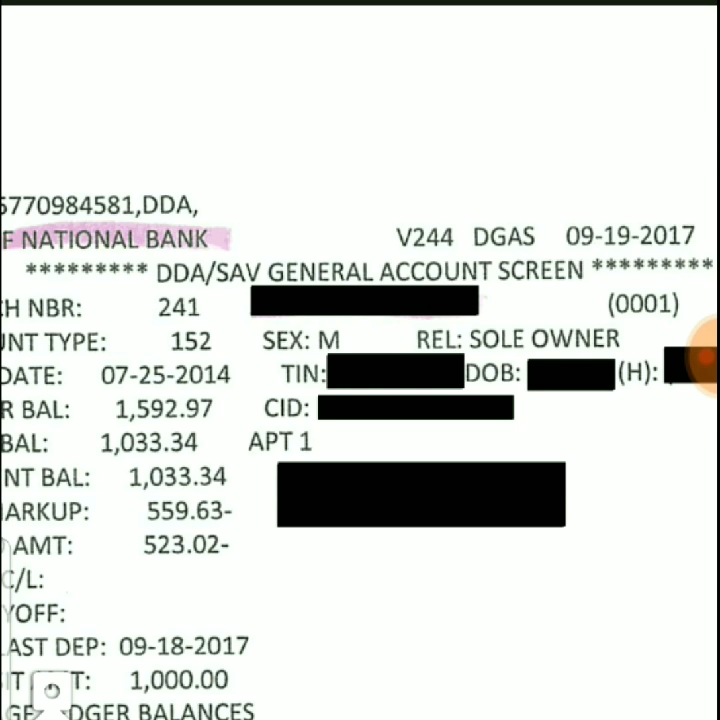 5770984581,DDA,
F NATIONAL BANK V244 DGAS 09-19-2017
********* DDA/SAV GENERAL ACCOUNT SCREEN *********
CH NBR: 241 (0001)
UNT TYPE: 152 SEX: M REL: SOLE OWNER
DATE: 07-25-2014 TIN: DOB: (H):
R BAL: 1,592.97 CID:
BAL: 1,033.34 APT 1
NT BAL: 1,033.34
ARKUP: 559.63-
AMT: 523.02-
C/L:
YOFF:
AST DEP: 09-18-2017
IT T: 1,000.00
GE DGER BALANCES